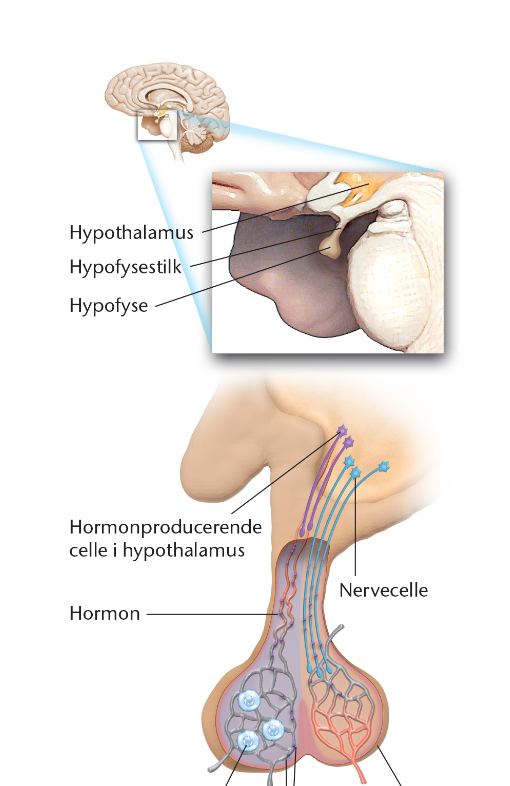 Hypothalamus
Hypofysestilk
Hypofyse
Hormonproducerende
celle i hypothalamus
Nervecelle
Hormon